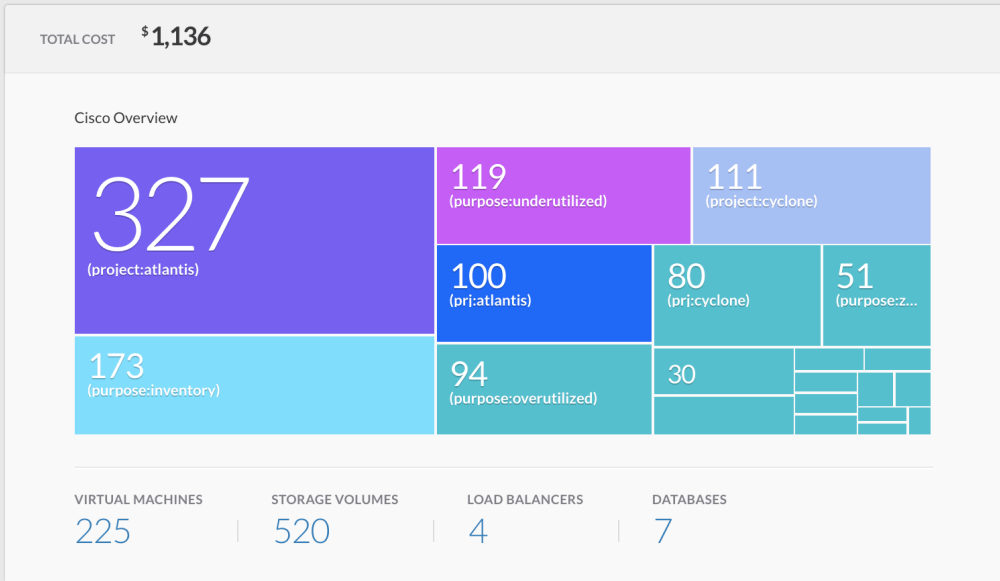 TOTAL COST $1,136
Cisco Overview
327
(project:atlantis)
119
(purpose:underutilized)
111
(project:cyclone)
100
(prj:atlantis)
80
(prj:cyclone)
51
(purpose:z...
173
(purpose:inventory)
94
(purpose:overutilized)
30
VIRTUAL MACHINES
225
STORAGE VOLUMES
520
LOAD BALANCERS
4
DATABASES
7